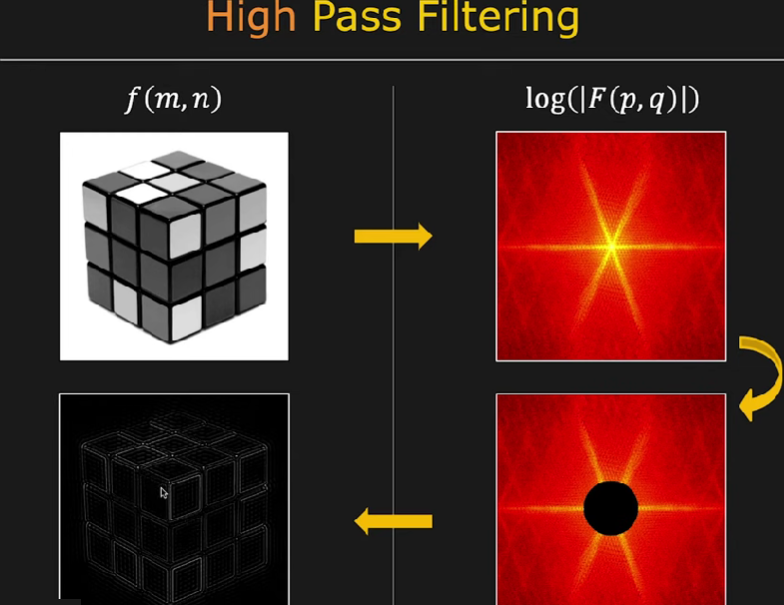 High Pass Filtering
f(m, n)
log(|F(p, q)|)